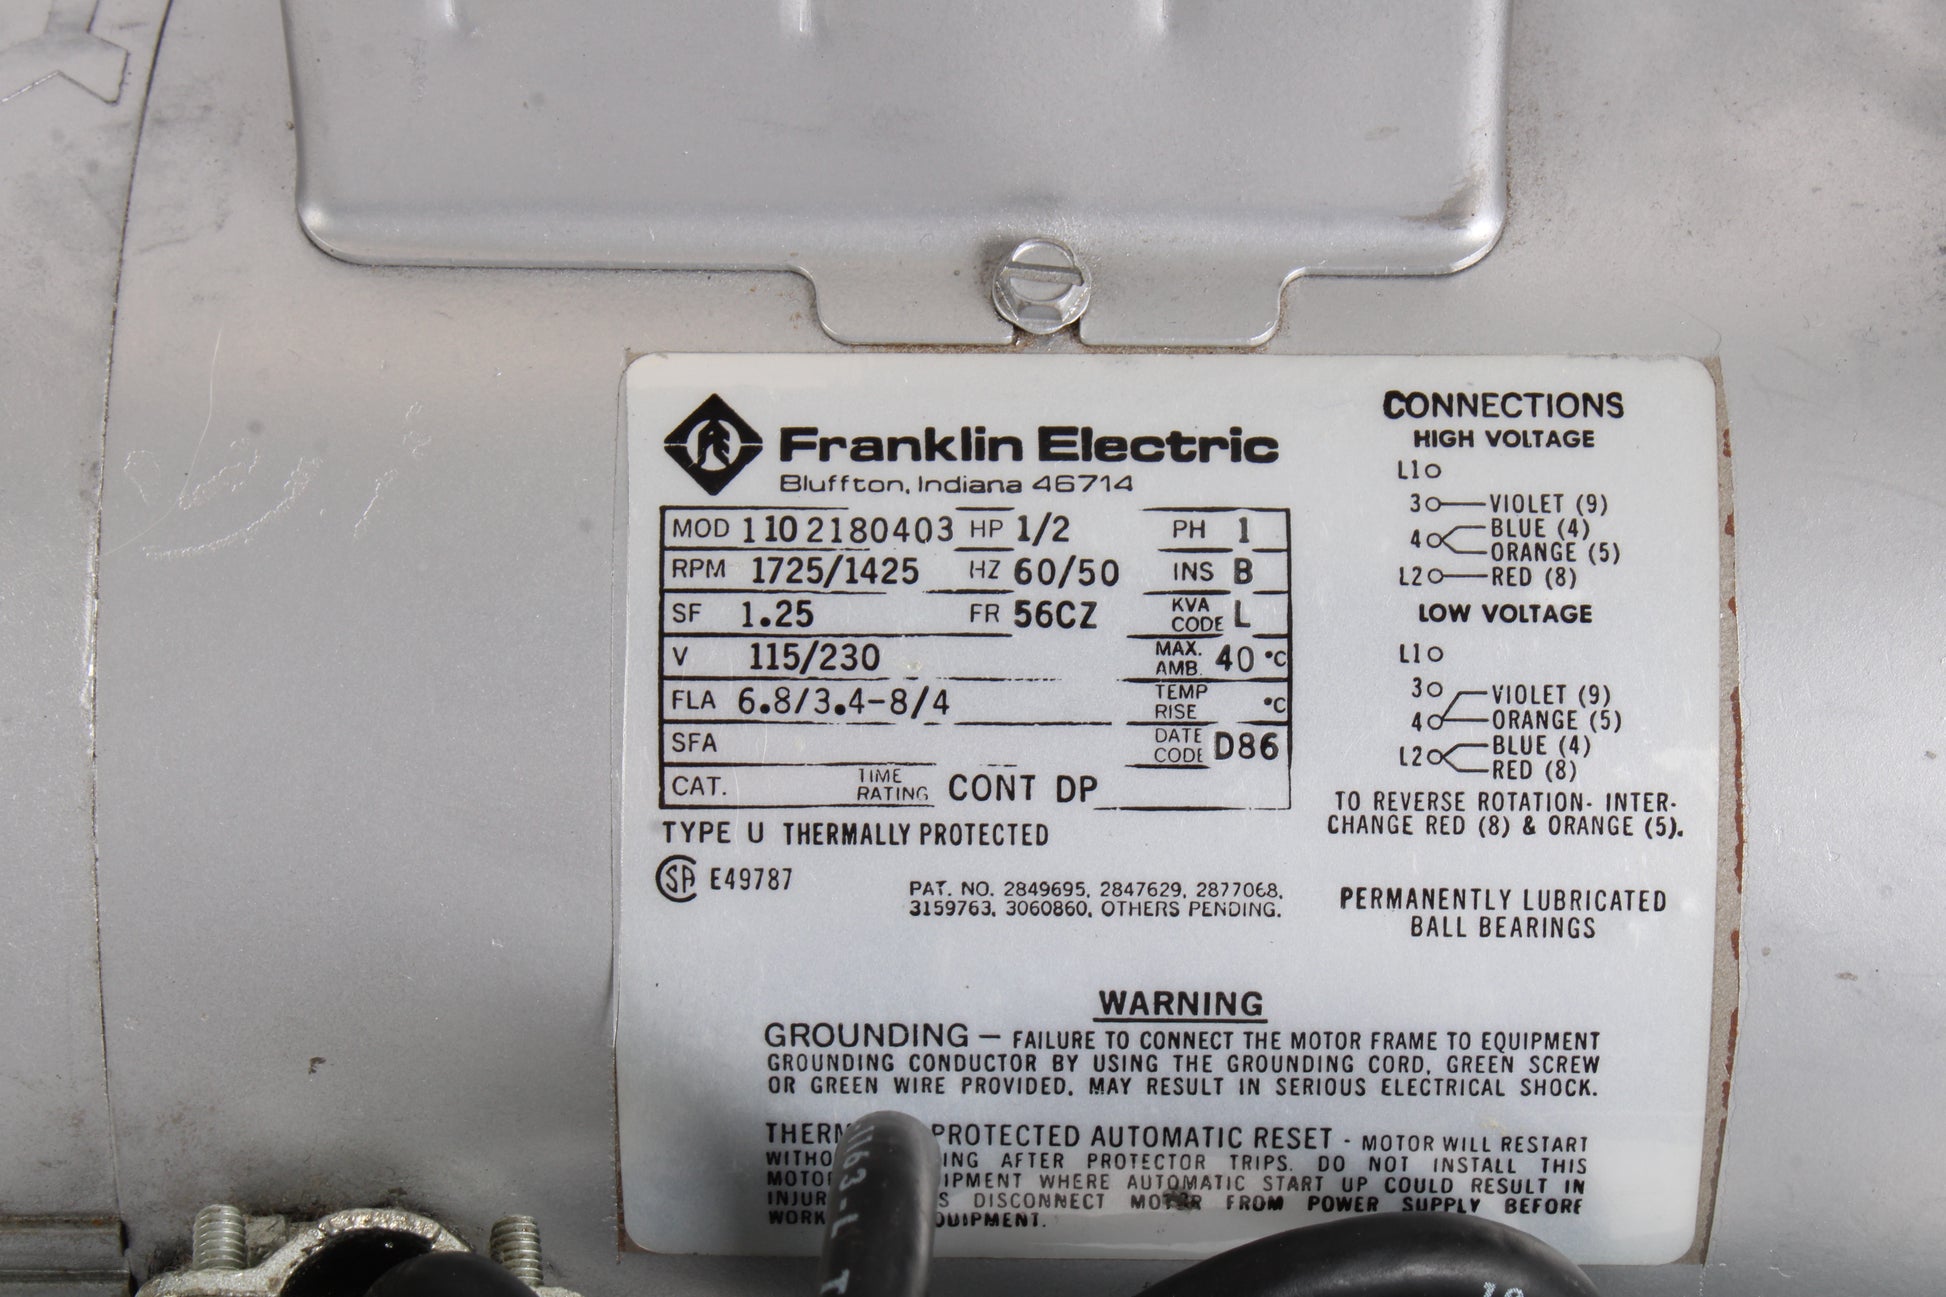 Franklin Electric
Bluffton, Indiana 46714
MOD 1102180403 HP 1/2 PH 1
RPM 1725/1425 HZ 60/50 INS B
SF 1.25 FR 56CZ KVA CODE L
V 115/230 MAX. AMB. 40 °C
FLA 6.8/3.4-8/4 TEMP RISE °C
SFA DATE CODE D86
CAT. TIME RATING CONT DP
TYPE U THERMALLY PROTECTED
SA E49787
PAT. NO. 2849695, 2847629, 2877068,
3159763, 3060860, OTHERS PENDING.
CONNECTIONS
HIGH VOLTAGE
L1
3 VIOLET (9)
4 BLUE (4)
ORANGE (5)
L2 RED (8)
LOW VOLTAGE
L1
3 VIOLET (9)
4 ORANGE (5)
BLUE (4)
L2 RED (8)
TO REVERSE ROTATION- INTER-
CHANGE RED (8) & ORANGE (5).
PERMANENTLY LUBRICATED
BALL BEARINGS
WARNING
GROUNDING — FAILURE TO CONNECT THE MOTOR FRAME TO EQUIPMENT
GROUNDING CONDUCTOR BY USING THE GROUNDING CORD, GREEN SCREW
OR GREEN WIRE PROVIDED, MAY RESULT IN SERIOUS ELECTRICAL SHOCK.
PROTECTED AUTOMATIC RESET - MOTOR WILL RESTART
AFTER PROTECTOR TRIPS. DO NOT INSTALL THIS
WHERE AUTOMATIC START UP COULD RESULT IN
DISCONNECT MOTOR FROM POWER SUPPLY BEFORE